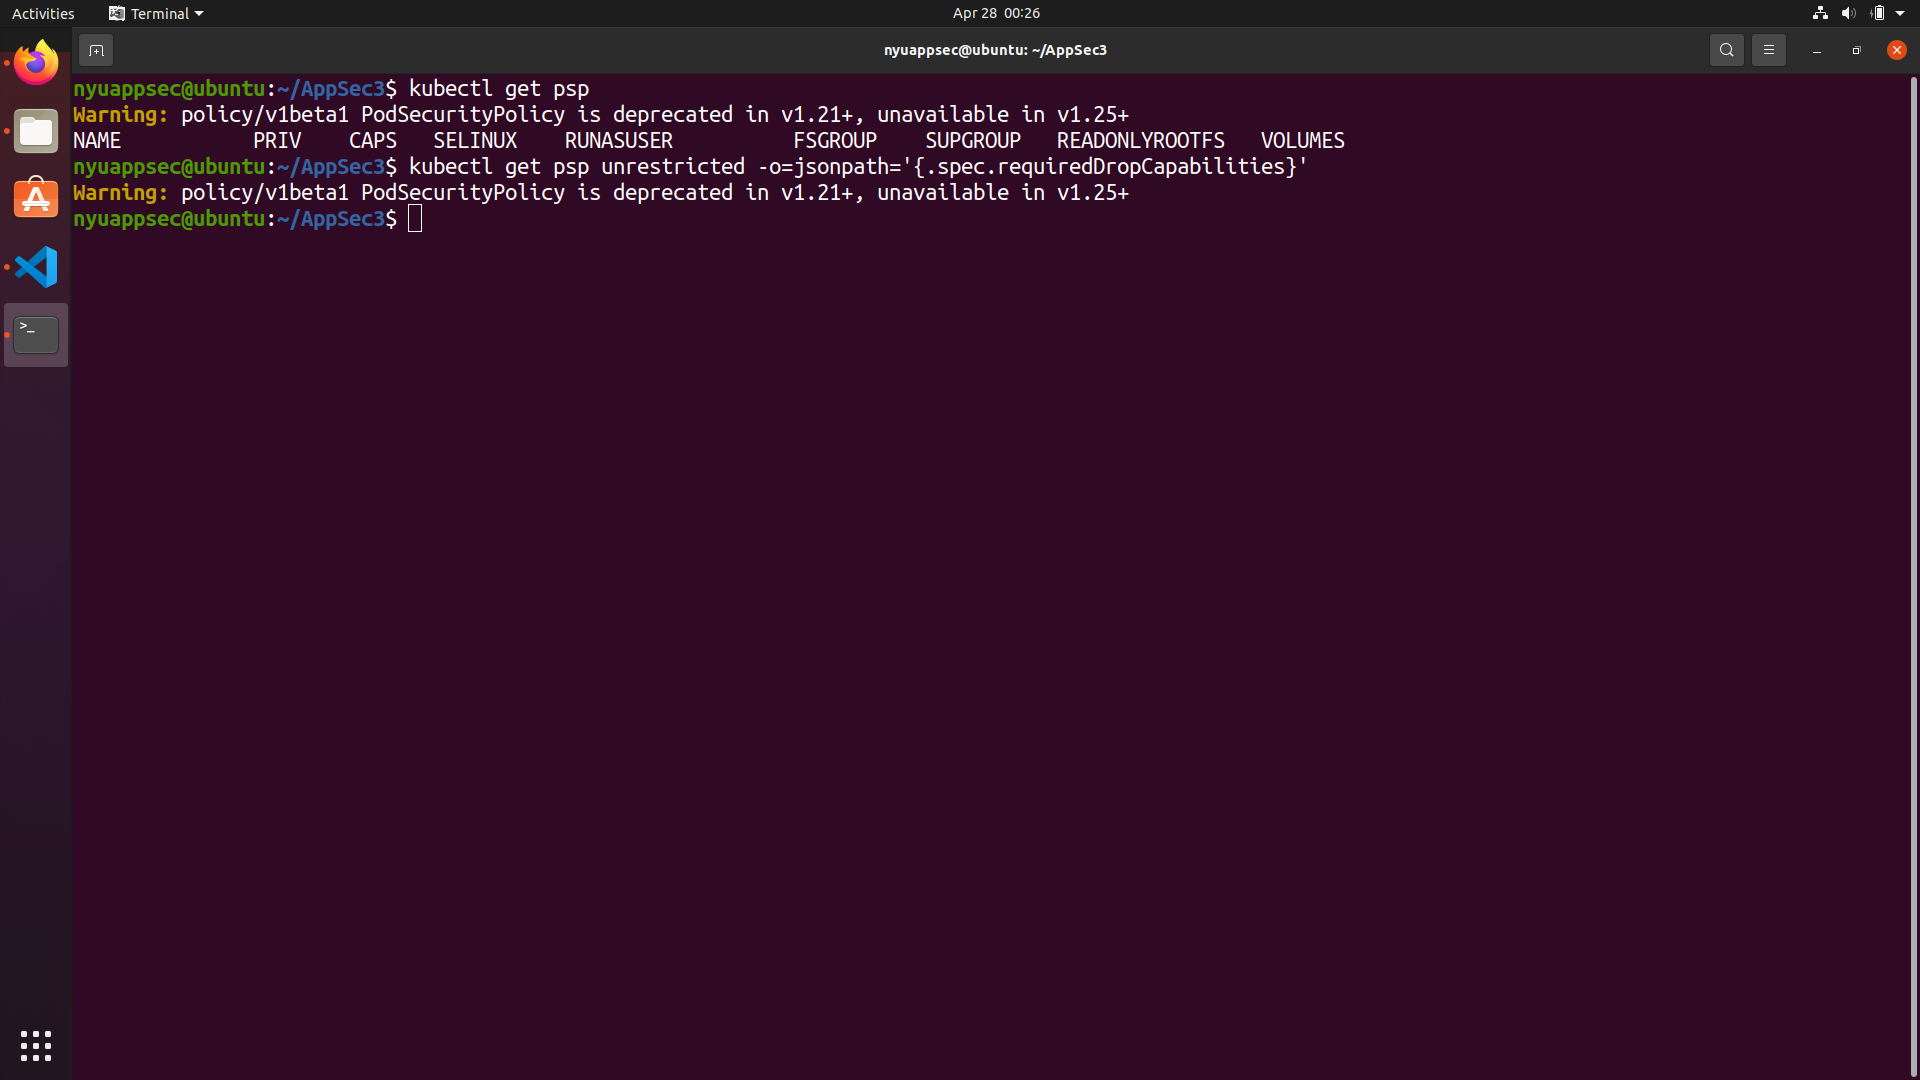 Activities
Terminal
Apr 28 00:26
nyuappsec@ubuntu: ~/AppSec3
nyuappsec@ubuntu:~/AppSec3$ kubectl get psp
Warning: policy/v1beta1 PodSecurityPolicy is deprecated in v1.21+, unavailable in v1.25+
NAME PRIV CAPS SELINUX RUNASUSER FSGROUP SUPGROUP READONLYROOTFS VOLUMES
nyuappsec@ubuntu:~/AppSec3$ kubectl get psp unrestricted -o=jsonpath='{.spec.requiredDropCapabilities}'
Warning: policy/v1beta1 PodSecurityPolicy is deprecated in v1.21+, unavailable in v1.25+
nyuappsec@ubuntu:~/AppSec3$